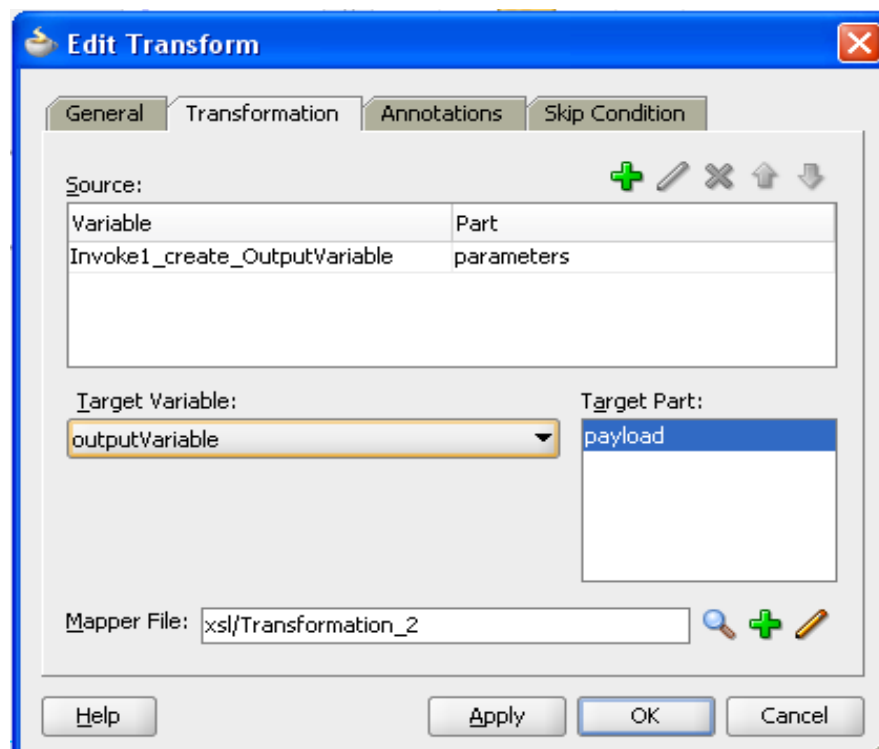 Edit Transform
General Transformation Annotations Skip Condition
Source:
Variable Part
Invoke1_create_OutputVariable parameters
Target Variable: Target Part:
outputVariable payload
Mapper File: xsl/Transformation_2
Help Apply OK Cancel